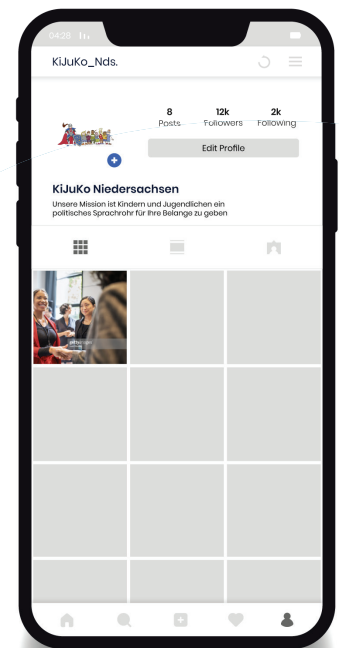 04:28
KiJuKo_Nds.
8 12k 2k
Posts Followers Following
Edit Profile
KiJuKo Niedersachsen
Unsere Mission ist Kindern und Jugendlichen ein
politisches Sprachrohr für Ihre Belange zu geben